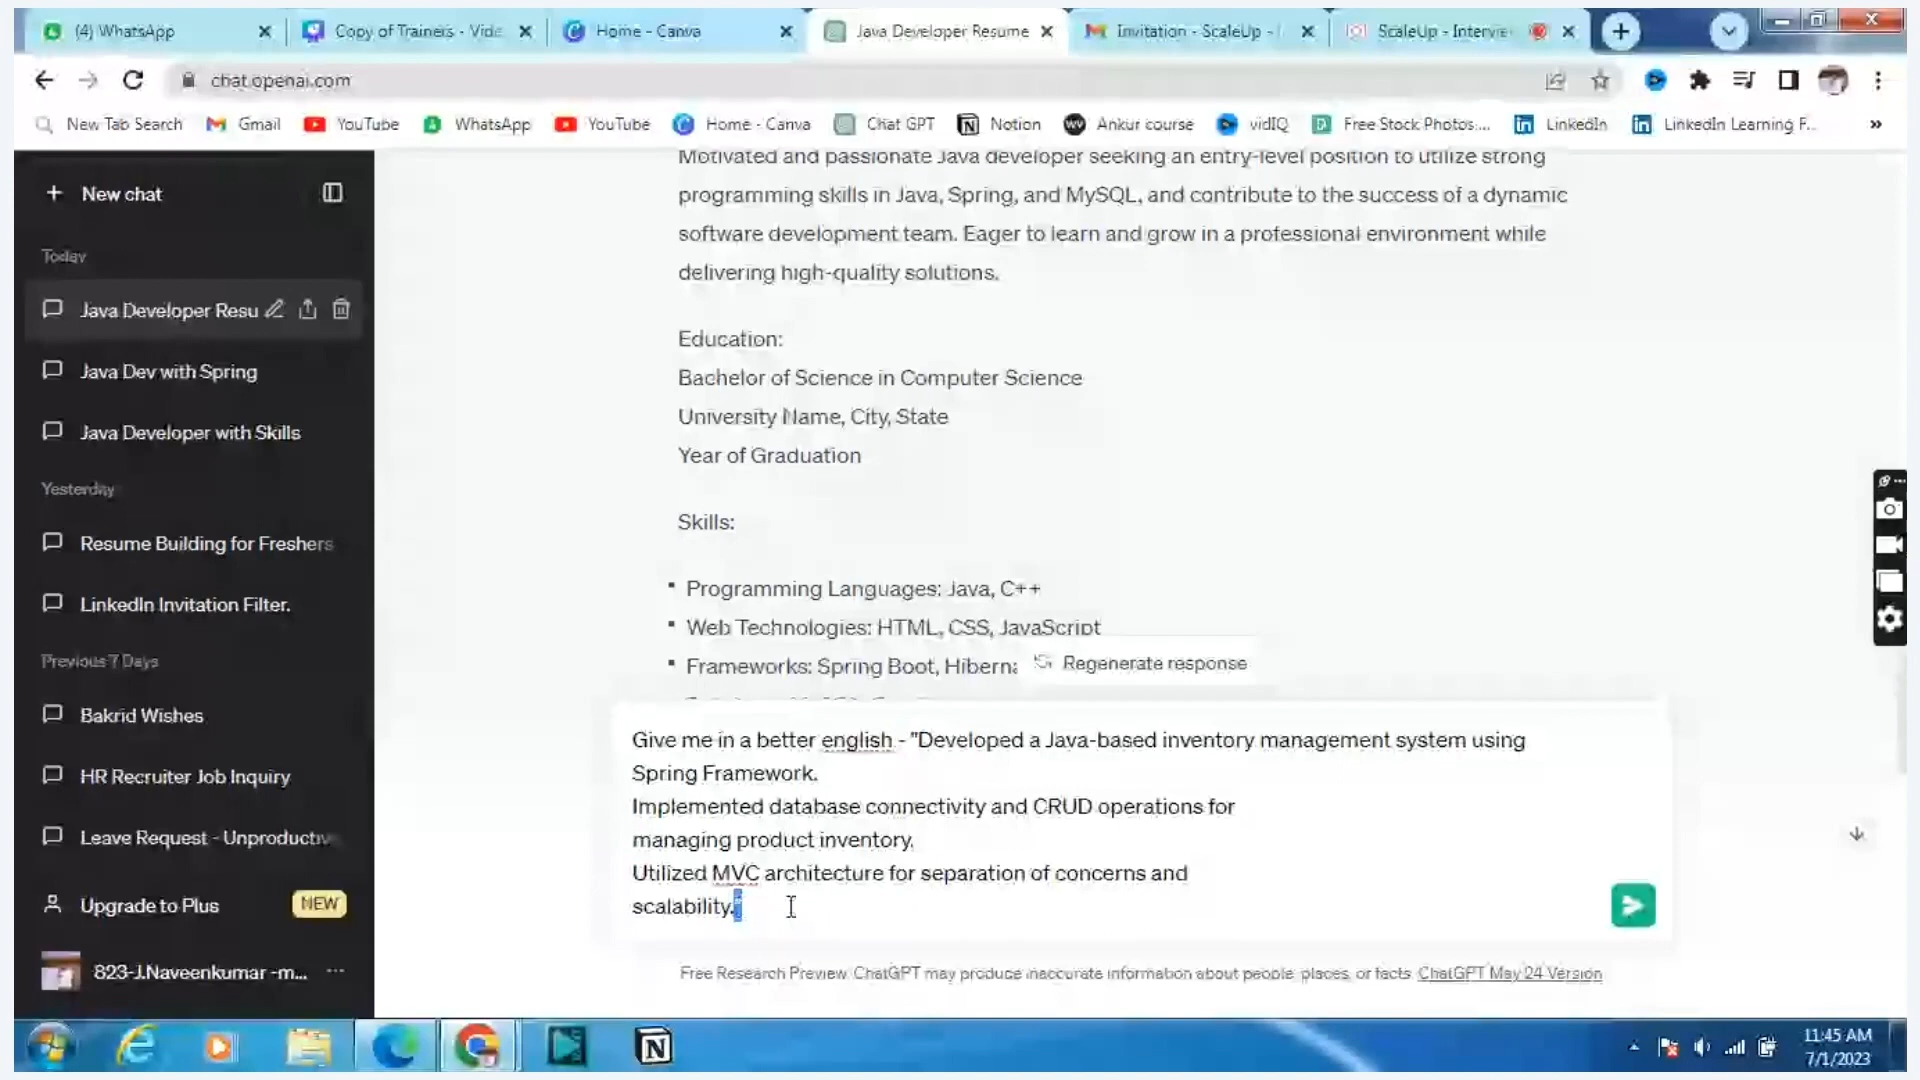 (4) WhatsApp
Copy of Trainers - Vide
Home - Canva
Java Developer Resume
Invitation - ScaleUp -
ScaleUp - Intervie
chat.openai.com
New Tab Search
Gmail
YouTube
WhatsApp
YouTube
Home - Canva
Chat GPT
Notion
Ankur course
vidIQ
Free Stock Photos:...
LinkedIn
LinkedIn Learning F...
»
+ New chat
Today
Java Developer Resu
Java Dev with Spring
Java Developer with Skills
Yesterday
Resume Building for Freshers
LinkedIn Invitation Filter.
Previous 7 Days
Bakrid Wishes
HR Recruiter Job Inquiry
Leave Request - Unproductiv
Upgrade to Plus
NEW
823-J.Naveenkumar -m...
Motivated and passionate Java developer seeking an entry-level position to utilize strong
programming skills in Java, Spring, and MySQL, and contribute to the success of a dynamic
software development team. Eager to learn and grow in a professional environment while
delivering high-quality solutions.
Education:
Bachelor of Science in Computer Science
University Name, City, State
Year of Graduation
Skills:
Programming Languages: Java, C++
Web Technologies: HTML, CSS, JavaScript
Frameworks: Spring Boot, Hiberna
Regenerate response
Give me in a better english - "Developed a Java-based inventory management system using
Spring Framework.
Implemented database connectivity and CRUD operations for
managing product inventory.
Utilized MVC architecture for separation of concerns and
scalability."
Free Research Preview. ChatGPT may produce inaccurate information about people, places, or facts. ChatGPT May 24 Version
11:45 AM
7/1/2023